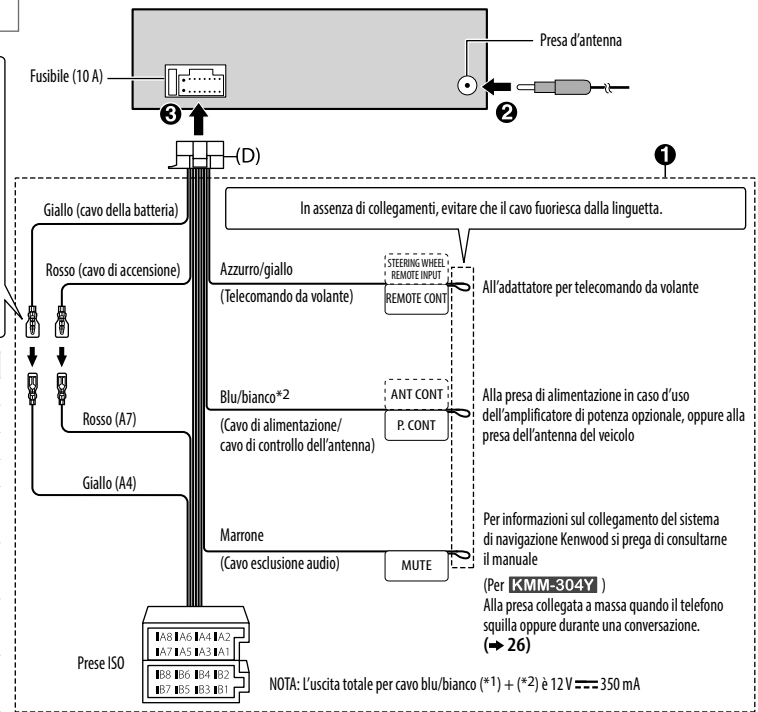 Presa d'antenna
Fusibile (10 A)
❸
❷
(D)
❶
Giallo (cavo della batteria)
In assenza di collegamenti, evitare che il cavo fuoriesca dalla linguetta.
Rosso (cavo di accensione)
Azzurro/giallo
(Telecomando da volante)
STEERING WHEEL
REMOTE INPUT
REMOTE CONT
All'adattatore per telecomando da volante
Blu/bianco*2
(Cavo di alimentazione/
cavo di controllo dell'antenna)
ANT CONT
P. CONT
Alla presa di alimentazione in caso d'uso
dell'amplificatore di potenza opzionale, oppure alla
presa dell'antenna del veicolo
Rosso (A7)
Giallo (A4)
Marrone
(Cavo esclusione audio)
MUTE
Per informazioni sul collegamento del sistema
di navigazione Kenwood si prega di consultarne
il manuale
(Per KMM-304Y )
Alla presa collegata a massa quando il telefono
squilla oppure durante una conversazione.
(➔ 26)
Prese ISO
A8 A6 A4 A2
A7 A5 A3 A1
B8 B6 B4 B2
B7 B5 B3 B1
NOTA: L'uscita totale per cavo blu/bianco (*1) + (*2) è 12 V ⎓ 350 mA